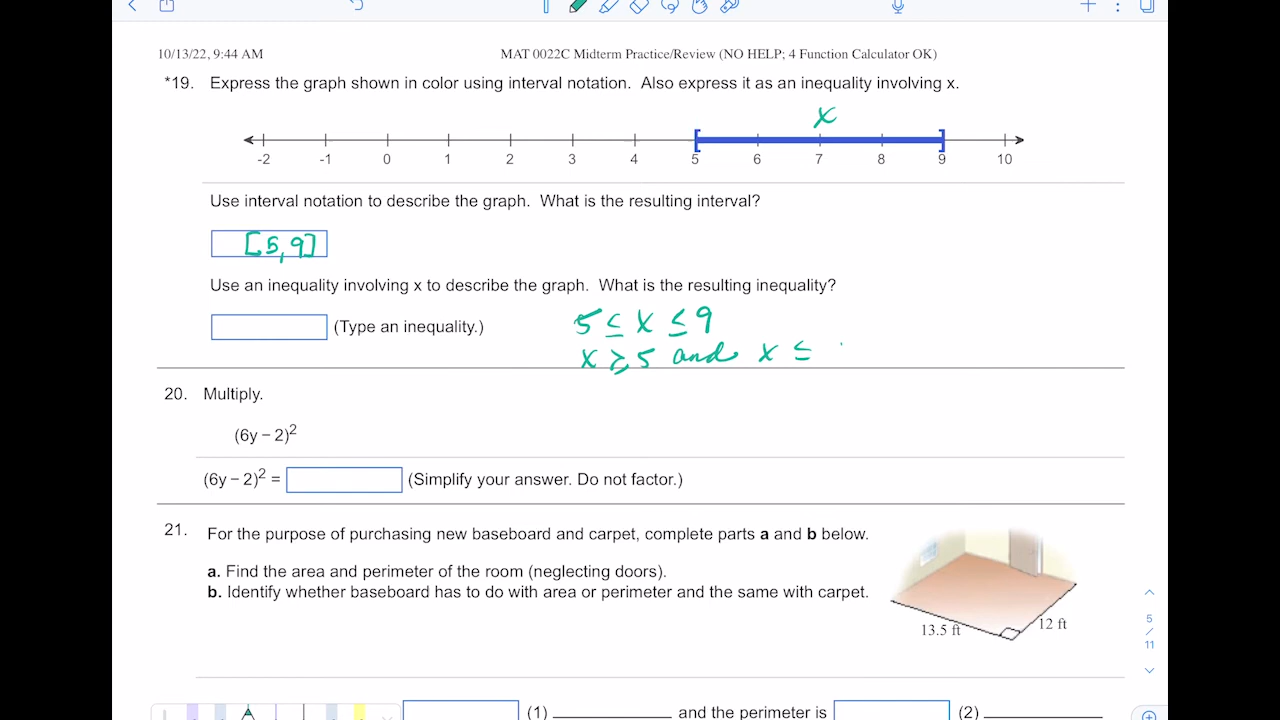 10/13/22, 9:44 AM MAT 0022C Midterm Practice/Review (NO HELP; 4 Function Calculator OK)
*19. Express the graph shown in color using interval notation. Also express it as an inequality involving x.
x
-2 -1 0 1 2 3 4 5 6 7 8 9 10
Use interval notation to describe the graph. What is the resulting interval?
[5,9]
Use an inequality involving x to describe the graph. What is the resulting inequality?
5 ≤ x ≤ 9
(Type an inequality.)
x ≥ 5 and x ≤
20. Multiply.
(6y − 2)²
(6y − 2)² = (Simplify your answer. Do not factor.)
21. For the purpose of purchasing new baseboard and carpet, complete parts a and b below.
a. Find the area and perimeter of the room (neglecting doors).
b. Identify whether baseboard has to do with area or perimeter and the same with carpet.
13.5 ft 12 ft
5
/
11
(1) and the perimeter is (2)